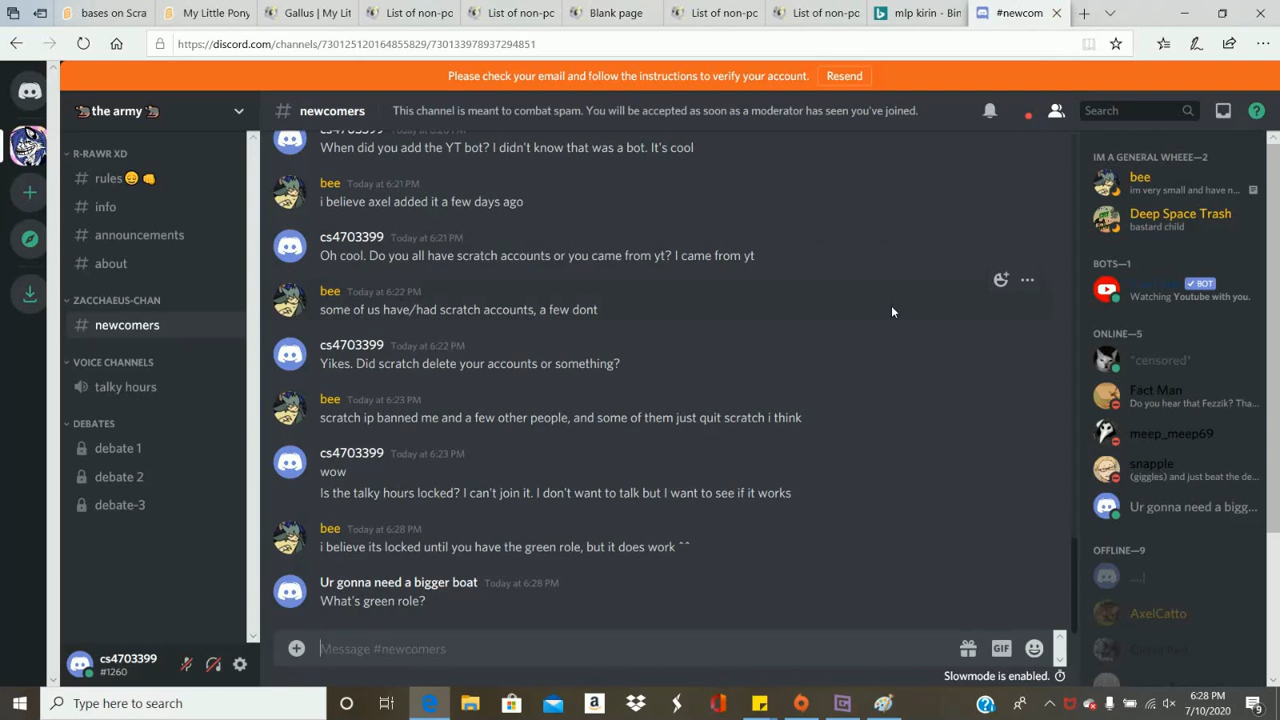 bases on Scra
My Little Pony
Gallus | My Lit
List of non-pc
List of non-pc
Blank page
List of non-pc
List of non-pc
mlp kirin - Bin
#newcom
https://discord.com/channels/730125120164855829/730133978937294851
Please check your email and follow the instructions to verify your account.
Resend
the army
# newcomers
This channel is meant to combat spam. You will be accepted as soon as a moderator has seen you've joined.
Search
R-RAWR XD
# rules
# info
# announcements
# about
ZACCHAEUS-CHAN
# newcomers
VOICE CHANNELS
talky hours
DEBATES
debate 1
debate 2
debate-3
cs4703399
#1260
cs4703399
When did you add the YT bot? I didn't know that was a bot. It's cool
bee Today at 6:21 PM
i believe axel added it a few days ago
cs4703399 Today at 6:21 PM
Oh cool. Do you all have scratch accounts or you came from yt? I came from yt
bee Today at 6:22 PM
some of us have/had scratch accounts, a few dont
cs4703399 Today at 6:22 PM
Yikes. Did scratch delete your accounts or something?
bee Today at 6:23 PM
scratch ip banned me and a few other people, and some of them just quit scratch i think
cs4703399 Today at 6:23 PM
wow
Is the talky hours locked? I can't join it. I don't want to talk but I want to see if it works
bee Today at 6:28 PM
i believe its locked until you have the green role, but it does work ^^
Ur gonna need a bigger boat Today at 6:28 PM
What's green role?
Message #newcomers
GIF
Slowmode is enabled.
IM A GENERAL WHEEE—2
bee
im very small and have n...
Deep Space Trash
bastard child
BOTS—1
BOT
Watching Youtube with you.
ONLINE—5
*censored*
Fact Man
Do you hear that Fezzik? Tha...
meep_meep69
snapple
(giggles) and just beat the de...
Ur gonna need a bigg...
OFFLINE—9
AxelCatto
Type here to search
6:28 PM
7/10/2020